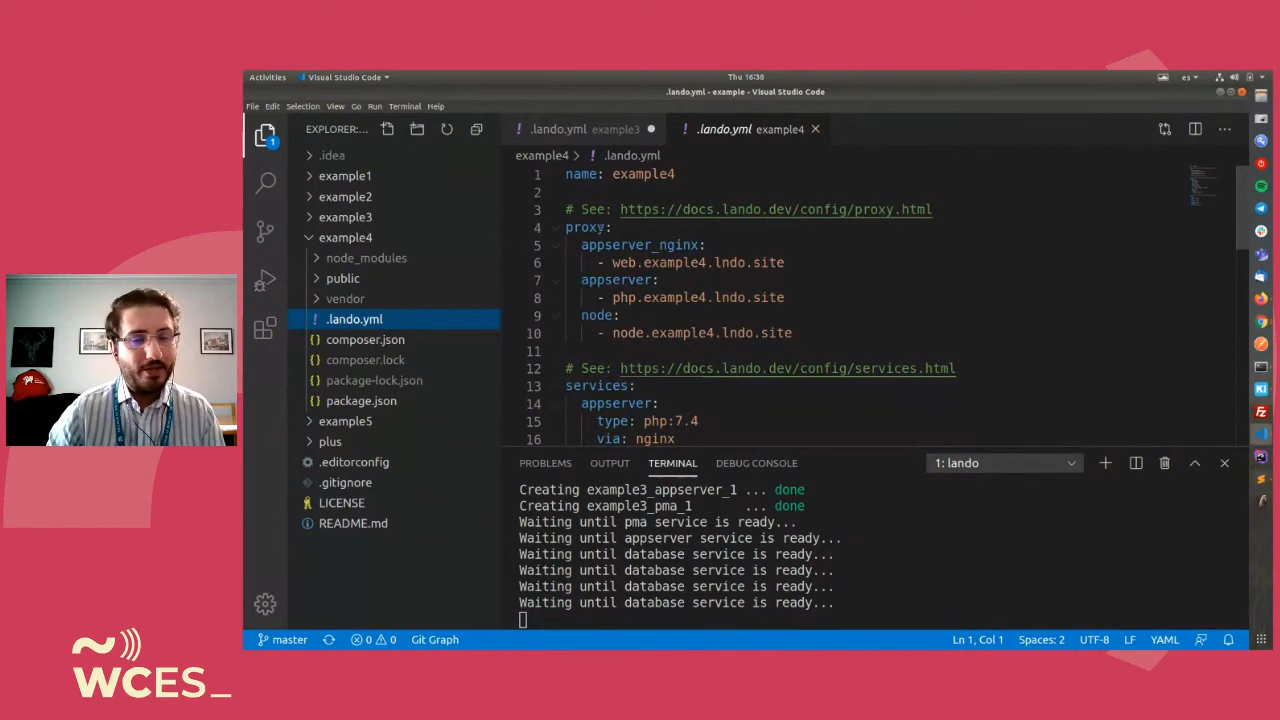 Activities
Visual Studio Code
Thu 16:38
es
.lando.yml - example - Visual Studio Code
File Edit Selection View Go Run Terminal Help
1
EXPLORER:...
.idea
example1
example2
example3
example4
node_modules
public
vendor
! .lando.yml
{} composer.json
{} composer.lock
{} package-lock.json
{} package.json
example5
plus
.editorconfig
.gitignore
LICENSE
README.md
! .lando.yml example3
! .lando.yml example4
example4 > ! .lando.yml
1 name: example4
2
3 # See: https://docs.lando.dev/config/proxy.html
4 proxy:
5 appserver_nginx:
6 - web.example4.lndo.site
7 appserver:
8 - php.example4.lndo.site
9 node:
10 - node.example4.lndo.site
11
12 # See: https://docs.lando.dev/config/services.html
13 services:
14 appserver:
15 type: php:7.4
16 via: nginx
PROBLEMS OUTPUT TERMINAL DEBUG CONSOLE
1: lando
Creating example3_appserver_1 ... done
Creating example3_pma_1 ... done
Waiting until pma service is ready...
Waiting until appserver service is ready...
Waiting until database service is ready...
Waiting until database service is ready...
Waiting until database service is ready...
Waiting until database service is ready...
master
0 0
Git Graph
Ln 1, Col 1
Spaces: 2
UTF-8
LF
YAML
WCES_